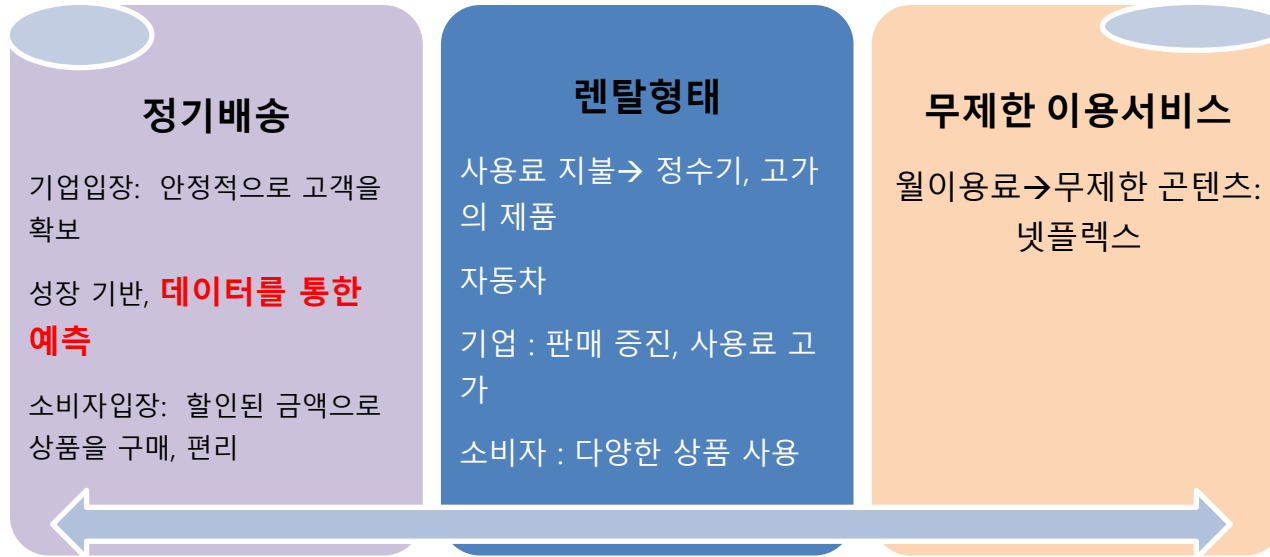 정기배송
기업입장: 안정적으로 고객을
확보
성장 기반, 데이터를 통한
예측
소비자입장: 할인된 금액으로
상품을 구매, 편리
렌탈형태
사용료 지불→ 정수기, 고가
의 제품
자동차
기업 : 판매 증진, 사용료 고
가
소비자 : 다양한 상품 사용
무제한 이용서비스
월이용료→무제한 곤텐츠:
넷플렉스